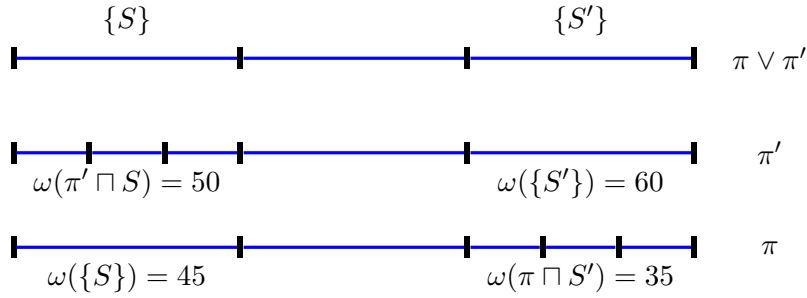 {S} {S′}
π ∨ π′
π′
ω(π′ ⊓ S) = 50 ω({S′}) = 60
π
ω({S}) = 45 ω(π ⊓ S′) = 35